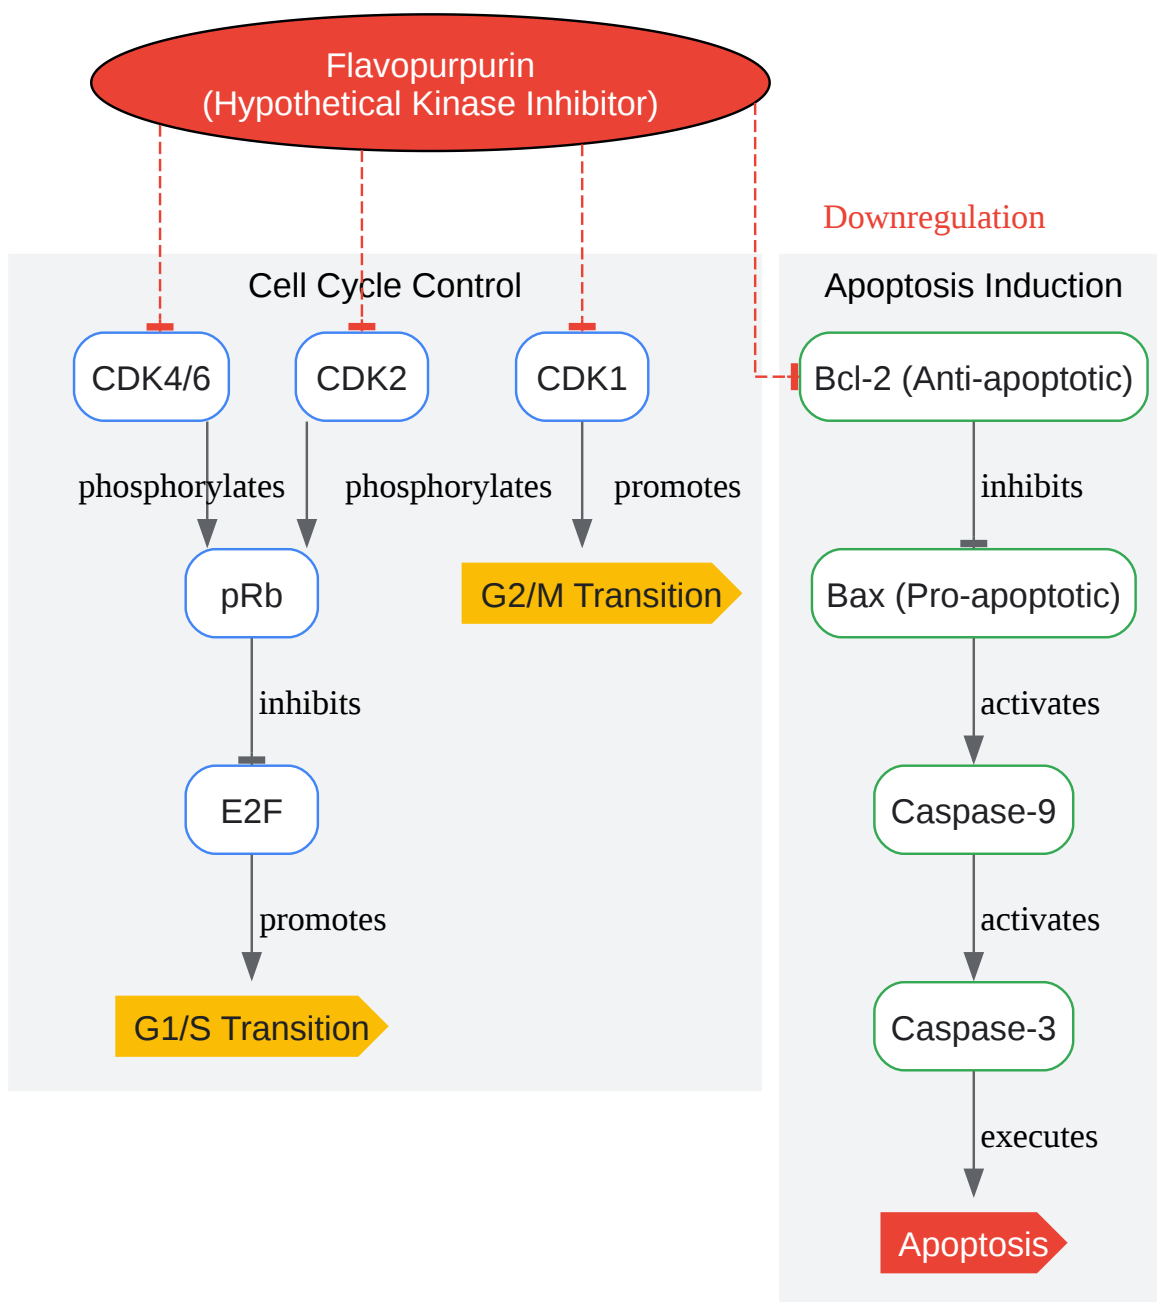 Flavopurpurin
(Hypothetical Kinase Inhibitor)
Downregulation
Cell Cycle Control
Apoptosis Induction
CDK4/6
CDK2
CDK1
Bcl-2 (Anti-apoptotic)
phosphorylates
phosphorylates
promotes
inhibits
pRb
G2/M Transition
Bax (Pro-apoptotic)
inhibits
activates
E2F
Caspase-9
promotes
activates
G1/S Transition
Caspase-3
executes
Apoptosis